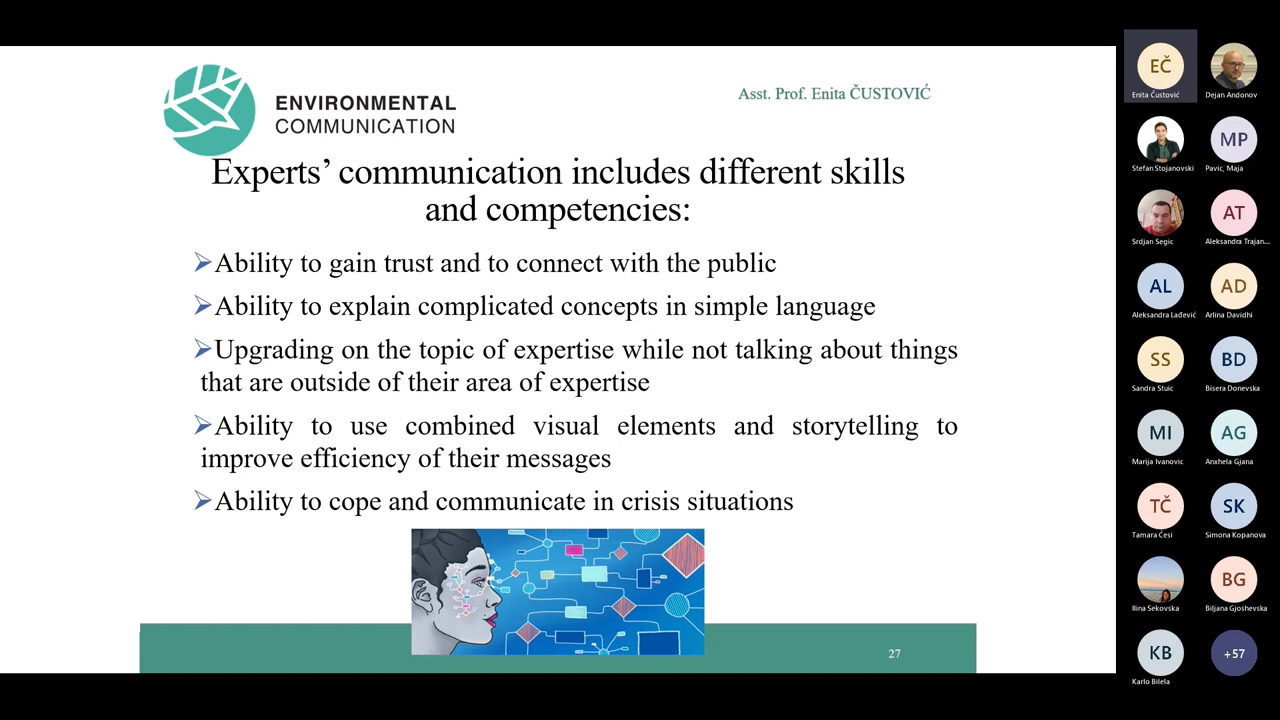 ENVIRONMENTAL
COMMUNICATION
Asst. Prof. Enita ČUSTOVIĆ
Experts’ communication includes different skills
and competencies:
Ability to gain trust and to connect with the public
Ability to explain complicated concepts in simple language
Upgrading on the topic of expertise while not talking about things
that are outside of their area of expertise
Ability to use combined visual elements and storytelling to
improve efficiency of their messages
Ability to cope and communicate in crisis situations
27
EČ
Enita Čustović
Dejan Andonov
Stefan Stojanovski
MP
Pavic, Maja
Srdjan Segic
AT
Aleksandra Trajan...
AL
Aleksandra Lađević
AD
Arlina Davidhi
SS
Sandra Stuic
BD
Bisera Donevska
MI
Marija Ivanovic
AG
Anxhela Gjana
TČ
Tamara Česi
SK
Simona Kopanova
Ilina Sekovska
BG
Biljana Gjoshevska
KB
Karlo Bilela
+57